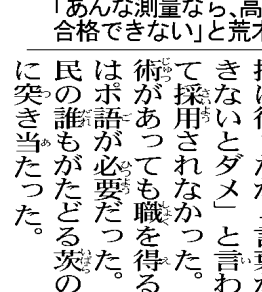 「あんな測量なら、高
合格できない」と荒木
きないとダメ」と言わ
て採用されなかった。
術があっても職を得る
はポ語が必要だった。
民の誰もがたどる茨の
に突き当たった。